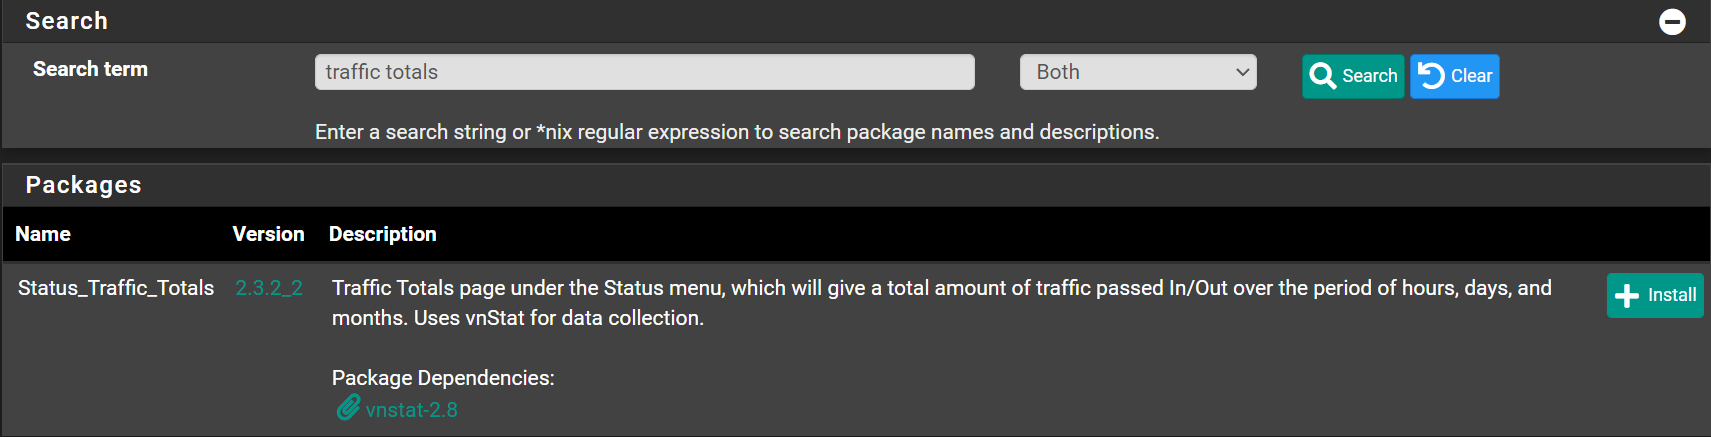 Search
Search term
traffic totals
Both
Search
Clear
Enter a search string or *nix regular expression to search package names and descriptions.
Packages
Name Version Description
Status_Traffic_Totals 2.3.2_2 Traffic Totals page under the Status menu, which will give a total amount of traffic passed In/Out over the period of hours, days, and
months. Uses vnStat for data collection.
Install
Package Dependencies:
vnstat-2.8